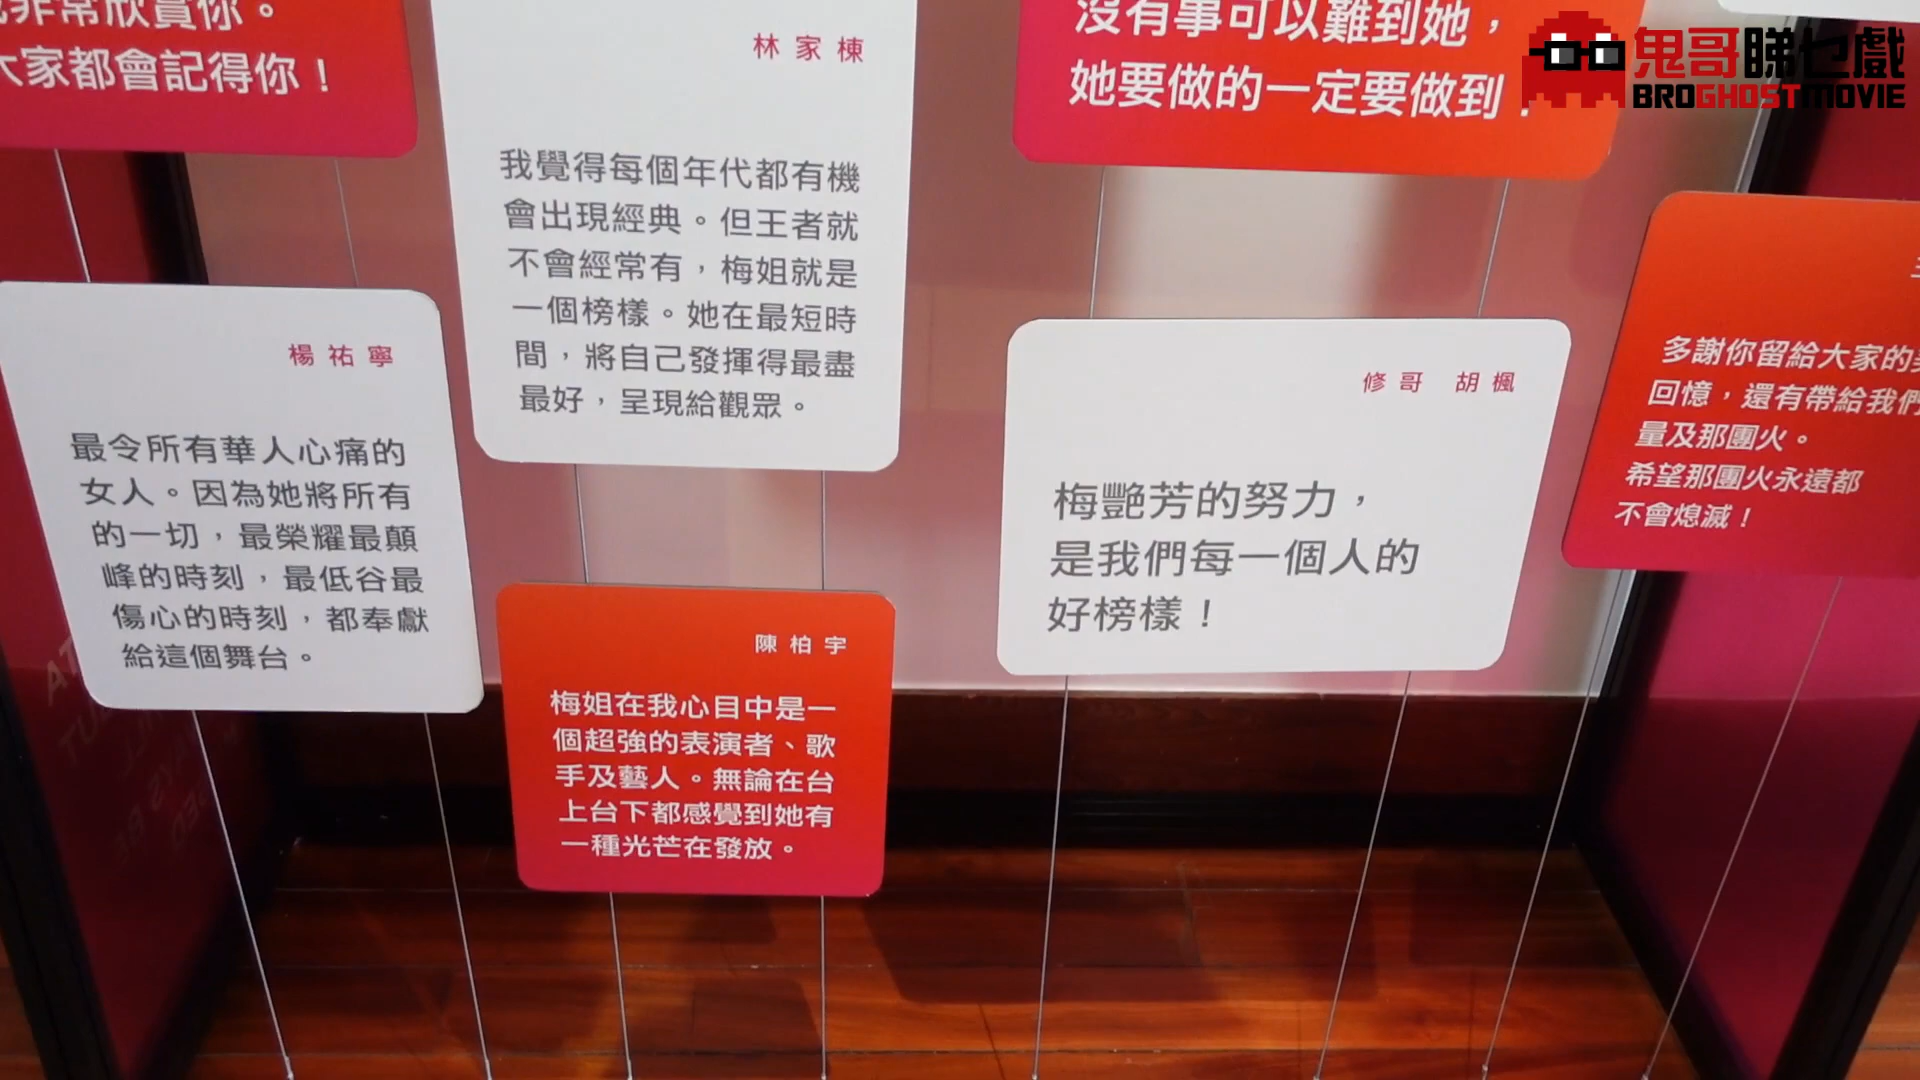 非常欣賞你。
大家都會記得你！
林家棟
我覺得每個年代都有機
會出現經典。但王者就
不會經常有，梅姐就是
一個榜樣。她在最短時
間，將自己發揮得最盡
最好，呈現給觀眾。
沒有事可以難到她，
她要做的一定要做到！
鬼哥睇乜戲
BROGHOSTMOVIE
楊祐寧
最令所有華人心痛的
女人。因為她將所有
的一切，最榮耀最顛
峰的時刻，最低谷最
傷心的時刻，都奉獻
給這個舞台。
陳柏宇
梅姐在我心目中是一
個超強的表演者、歌
手及藝人。無論在台
上台下都感覺到她有
一種光芒在發放。
修哥 胡楓
梅艷芳的努力，
是我們每一個人的
好榜樣！
多謝你留給大家的
回憶，還有帶給我們
量及那團火。
希望那團火永遠都
不會熄滅！